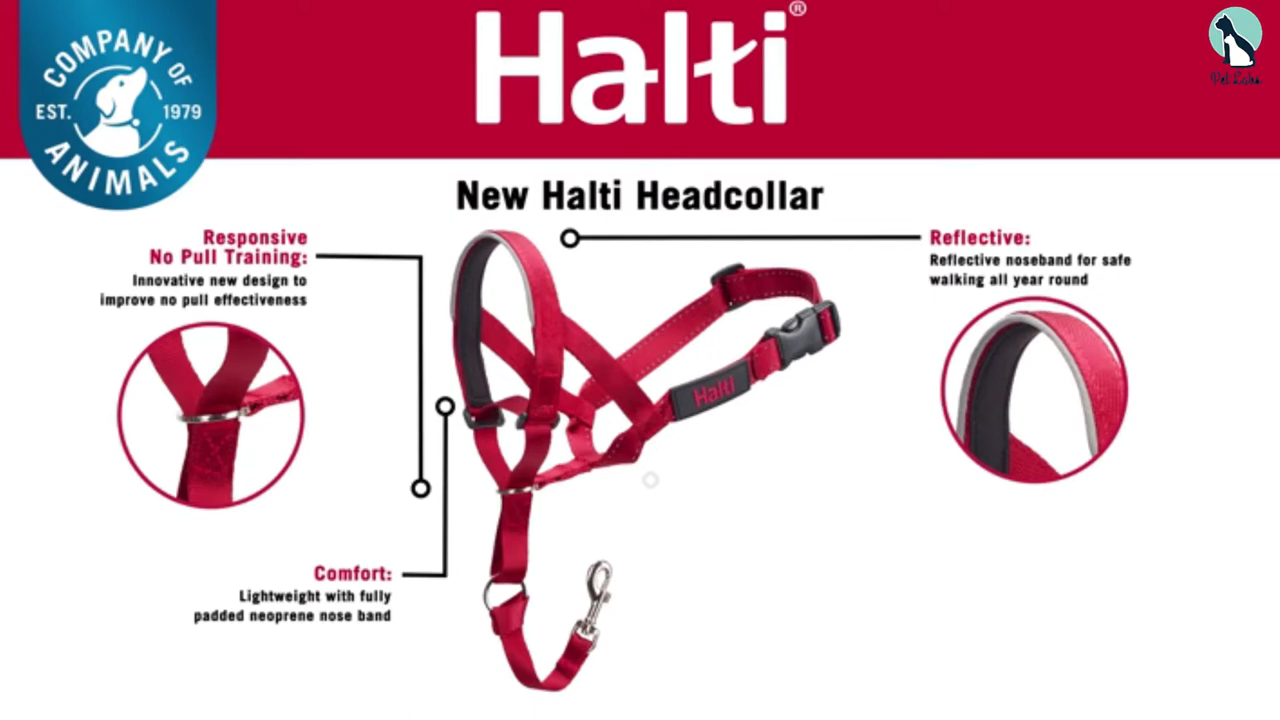 COMPANY OF
EST. 1979
ANIMALS
Halti®
Pet Labs
New Halti Headcollar
Responsive
No Pull Training:
Innovative new design to
improve no pull effectiveness
Reflective:
Reflective noseband for safe
walking all year round
Halti
Comfort:
Lightweight with fully
padded neoprene nose band